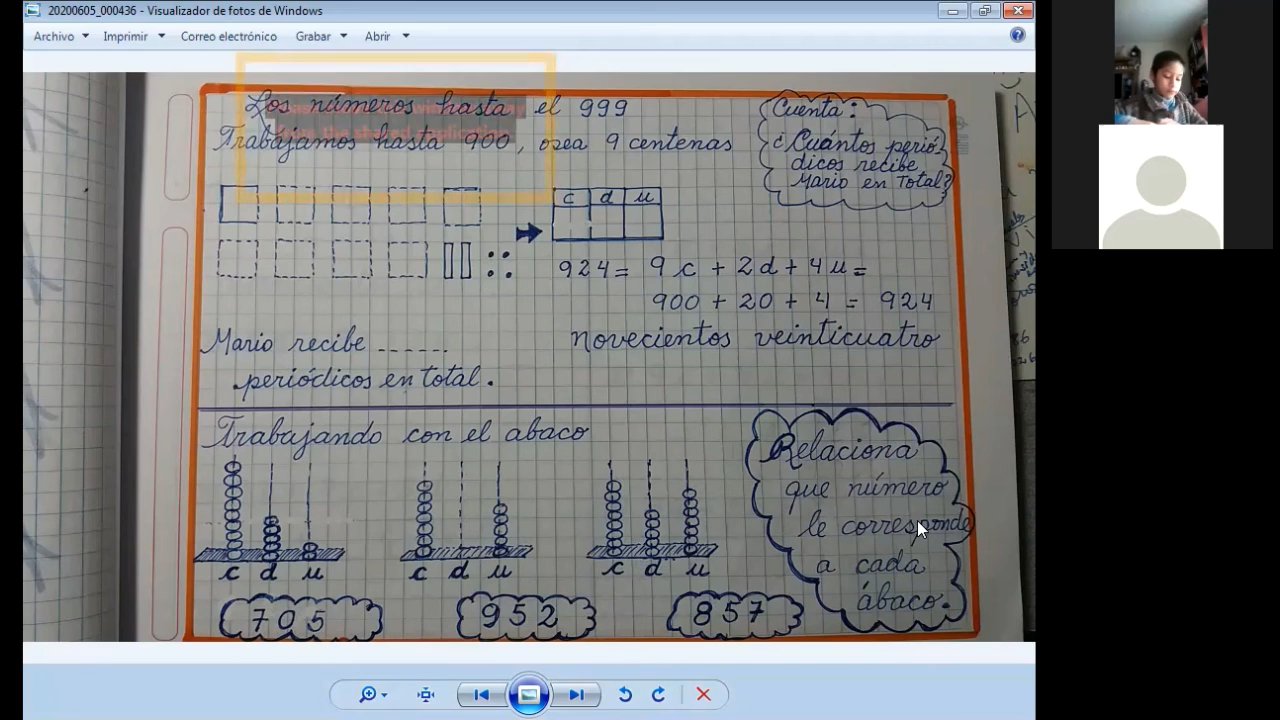 20200605_000436 - Visualizador de fotos de Windows
Archivo Imprimir Correo electrónico Grabar Abrir
Los números hasta el 999
Trabajamos hasta 900, osea 9 centenas
Cuenta:
¿Cuántos perió-
dicos recibe
Mario en Total?
c d u
924 = 9c + 2d + 4u =
900 + 20 + 4 = 924
novecientos veinticuatro
Mario recibe ------
periódicos en total.
Trabajando con el abaco
c d u
c d u
c d u
705 952 857
Relaciona
que número
le corresponde
a cada
ábaco.